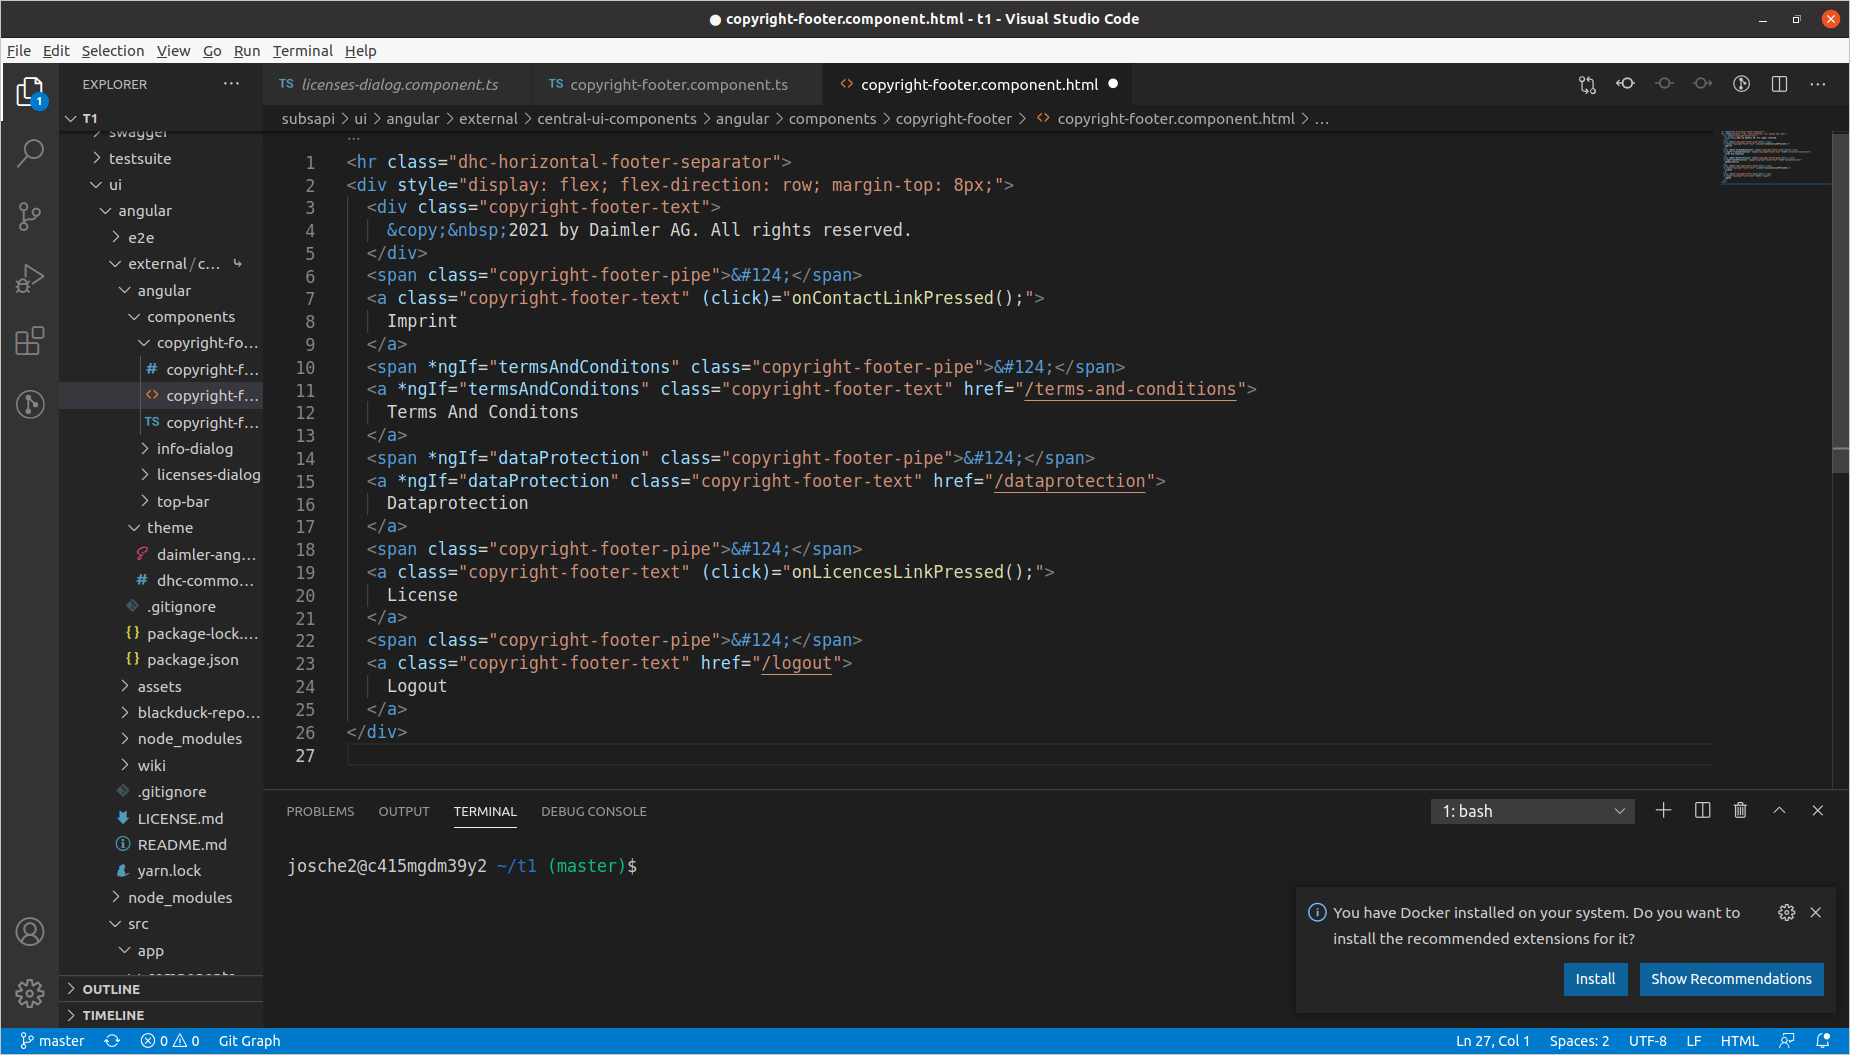 ● copyright-footer.component.html - t1 - Visual Studio Code
File Edit Selection View Go Run Terminal Help
1
EXPLORER ···
TS licenses-dialog.component.ts
TS copyright-footer.component.ts
<> copyright-footer.component.html ●
subsapi > ui > angular > external > central-ui-components > angular > components > copyright-footer > <> copyright-footer.component.html > ...
T1
swagger
testsuite
ui
angular
e2e
external/c...
angular
components
copyright-fo...
# copyright-f...
<> copyright-f...
TS copyright-f...
info-dialog
licenses-dialog
top-bar
theme
daimler-ang...
# dhc-commo...
.gitignore
{} package-lock....
{} package.json
assets
blackduck-repo...
node_modules
wiki
.gitignore
LICENSE.md
README.md
yarn.lock
node_modules
src
app
components
OUTLINE
TIMELINE
...
1 <hr class="dhc-horizontal-footer-separator">
2 <div style="display: flex; flex-direction: row; margin-top: 8px;">
3 <div class="copyright-footer-text">
4 &copy;&nbsp;2021 by Daimler AG. All rights reserved.
5 </div>
6 <span class="copyright-footer-pipe">&#124;</span>
7 <a class="copyright-footer-text" (click)="onContactLinkPressed();">
8 Imprint
9 </a>
10 <span *ngIf="termsAndConditons" class="copyright-footer-pipe">&#124;</span>
11 <a *ngIf="termsAndConditons" class="copyright-footer-text" href="/terms-and-conditions">
12 Terms And Conditons
13 </a>
14 <span *ngIf="dataProtection" class="copyright-footer-pipe">&#124;</span>
15 <a *ngIf="dataProtection" class="copyright-footer-text" href="/dataprotection">
16 Dataprotection
17 </a>
18 <span class="copyright-footer-pipe">&#124;</span>
19 <a class="copyright-footer-text" (click)="onLicencesLinkPressed();">
20 License
21 </a>
22 <span class="copyright-footer-pipe">&#124;</span>
23 <a class="copyright-footer-text" href="/logout">
24 Logout
25 </a>
26 </div>
27
PROBLEMS OUTPUT TERMINAL DEBUG CONSOLE
1: bash
josche2@c415mgdm39y2 ~/t1 (master)$
You have Docker installed on your system. Do you want to
install the recommended extensions for it?
Install
Show Recommendations
master 0 0 Git Graph
Ln 27, Col 1 Spaces: 2 UTF-8 LF HTML